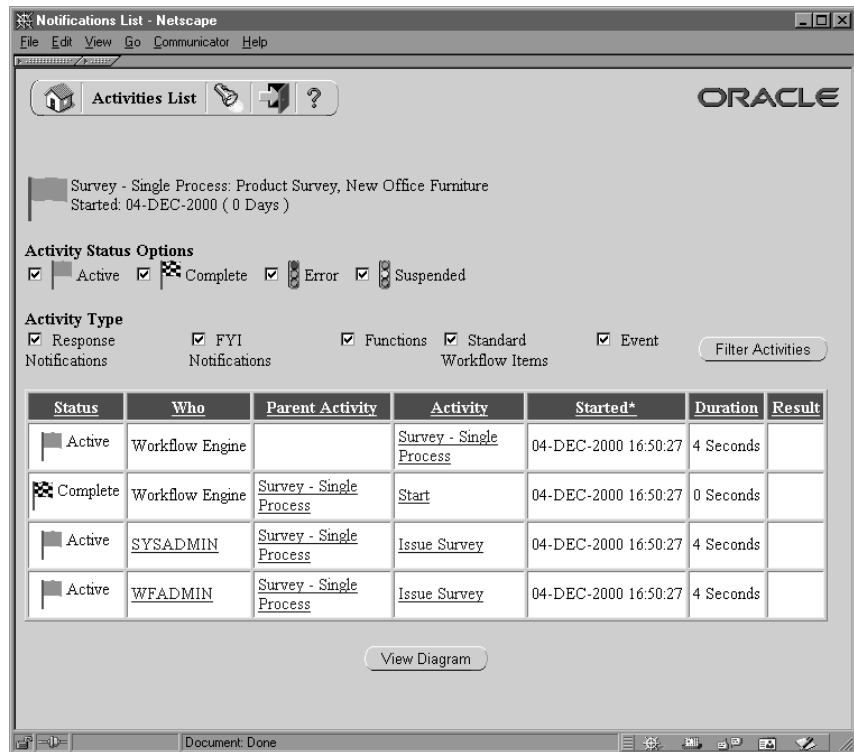 Notifications List - Netscape
File Edit View Go Communicator Help
Activities List ?
ORACLE
Survey - Single Process: Product Survey, New Office Furniture
Started: 04-DEC-2000 ( 0 Days )
Activity Status Options
Active Complete Error Suspended
Activity Type
Response Notifications
FYI Notifications
Functions
Standard Workflow Items
Event
Filter Activities
Status Who Parent Activity Activity Started* Duration Result
Active Workflow Engine Survey - Single Process 04-DEC-2000 16:50:27 4 Seconds
Complete Workflow Engine Survey - Single Process Start 04-DEC-2000 16:50:27 0 Seconds
Active SYSADMIN Survey - Single Process Issue Survey 04-DEC-2000 16:50:27 4 Seconds
Active WFADMIN Survey - Single Process Issue Survey 04-DEC-2000 16:50:27 4 Seconds
View Diagram
Document: Done